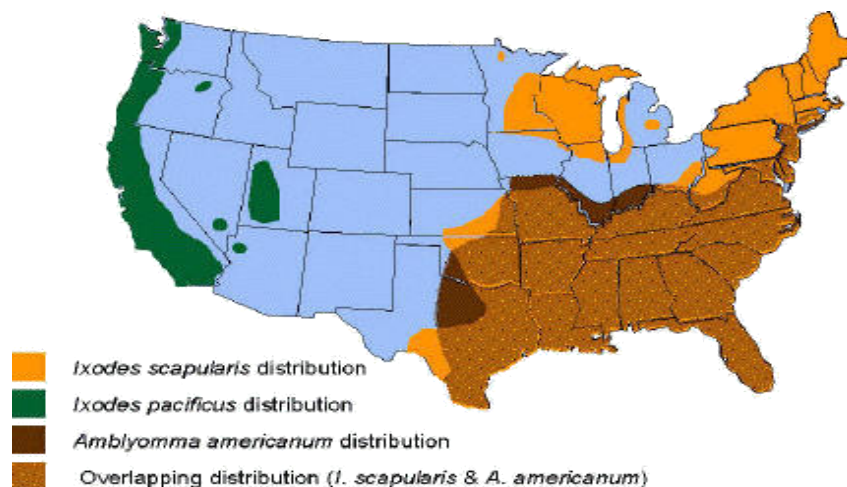 Ixodes scapularis distribution
Ixodes pacificus distribution
Amblyomma americanum distribution
Overlapping distribution (I. scapularis & A. americanum)